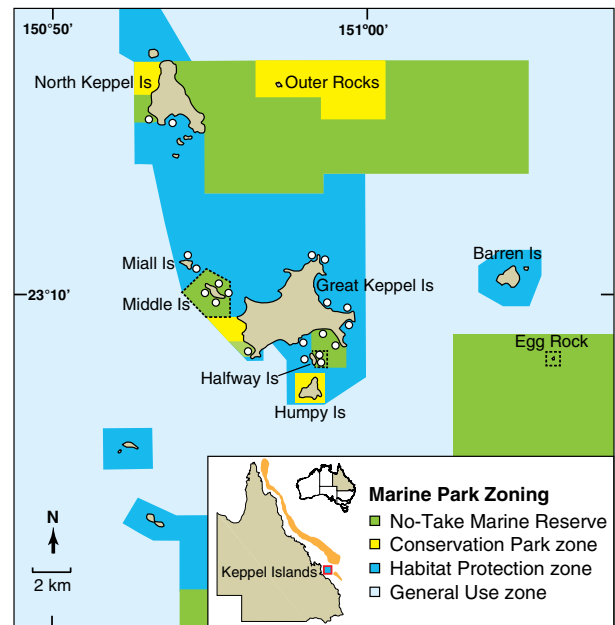 150°50’
151°00’
North Keppel Is
Outer Rocks
Miall Is
Barren Is
Great Keppel Is
23°10’
Middle Is
Egg Rock
Halfway Is
Humpy Is
N
2 km
Keppel Islands
Marine Park Zoning
No-Take Marine Reserve
Conservation Park zone
Habitat Protection zone
General Use zone